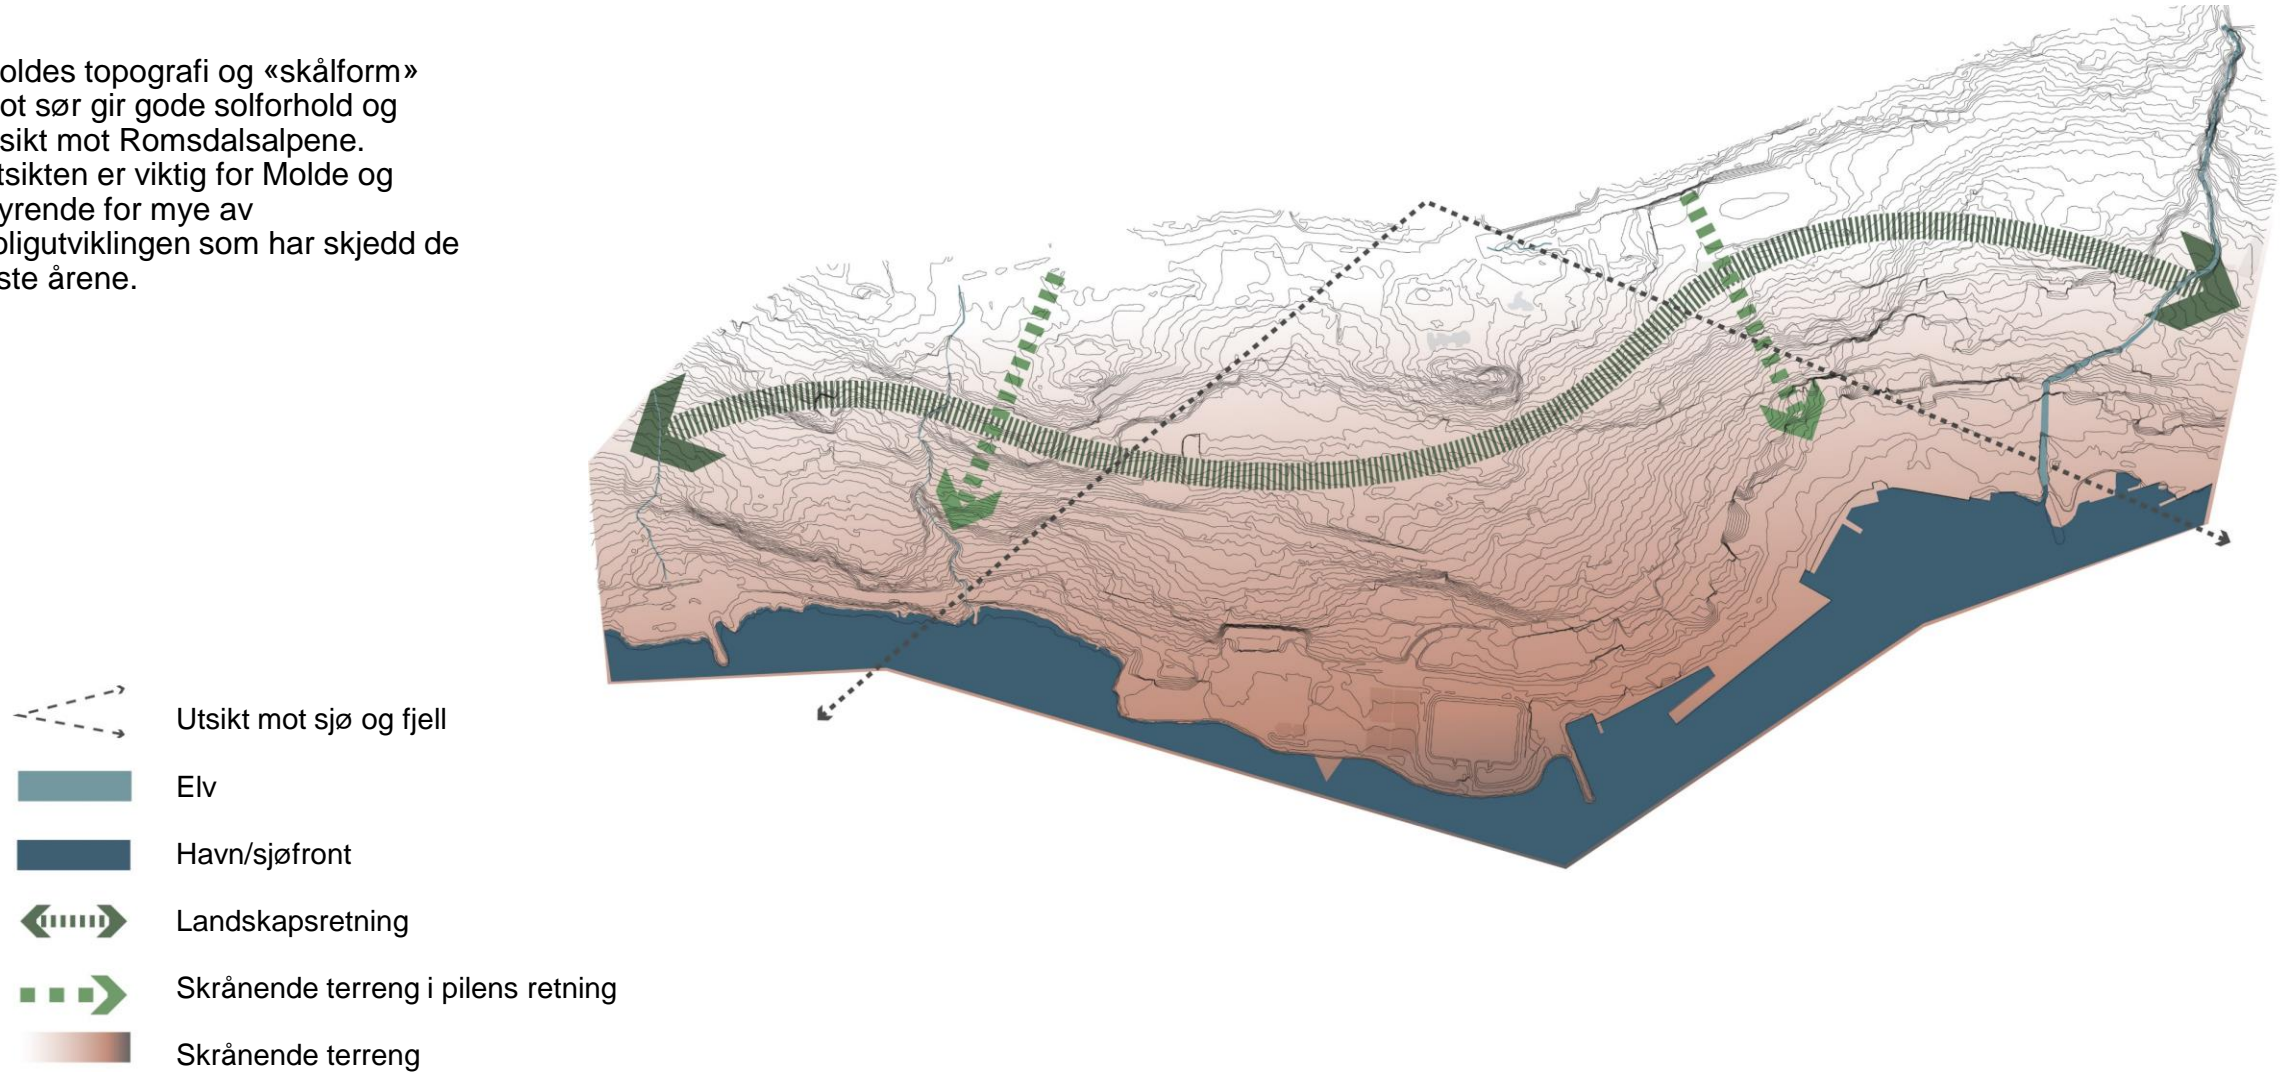 oldes topografi og «skålform»
ot sør gir gode solforhold og
sikt mot Romsdalsalpene.
tsikten er viktig for Molde og
yrende for mye av
oligutviklingen som har skjedd de
ste årene.
Utsikt mot sjø og fjell
Elv
Havn/sjøfront
Landskapsretning
Skrånende terreng i pilens retning
Skrånende terreng